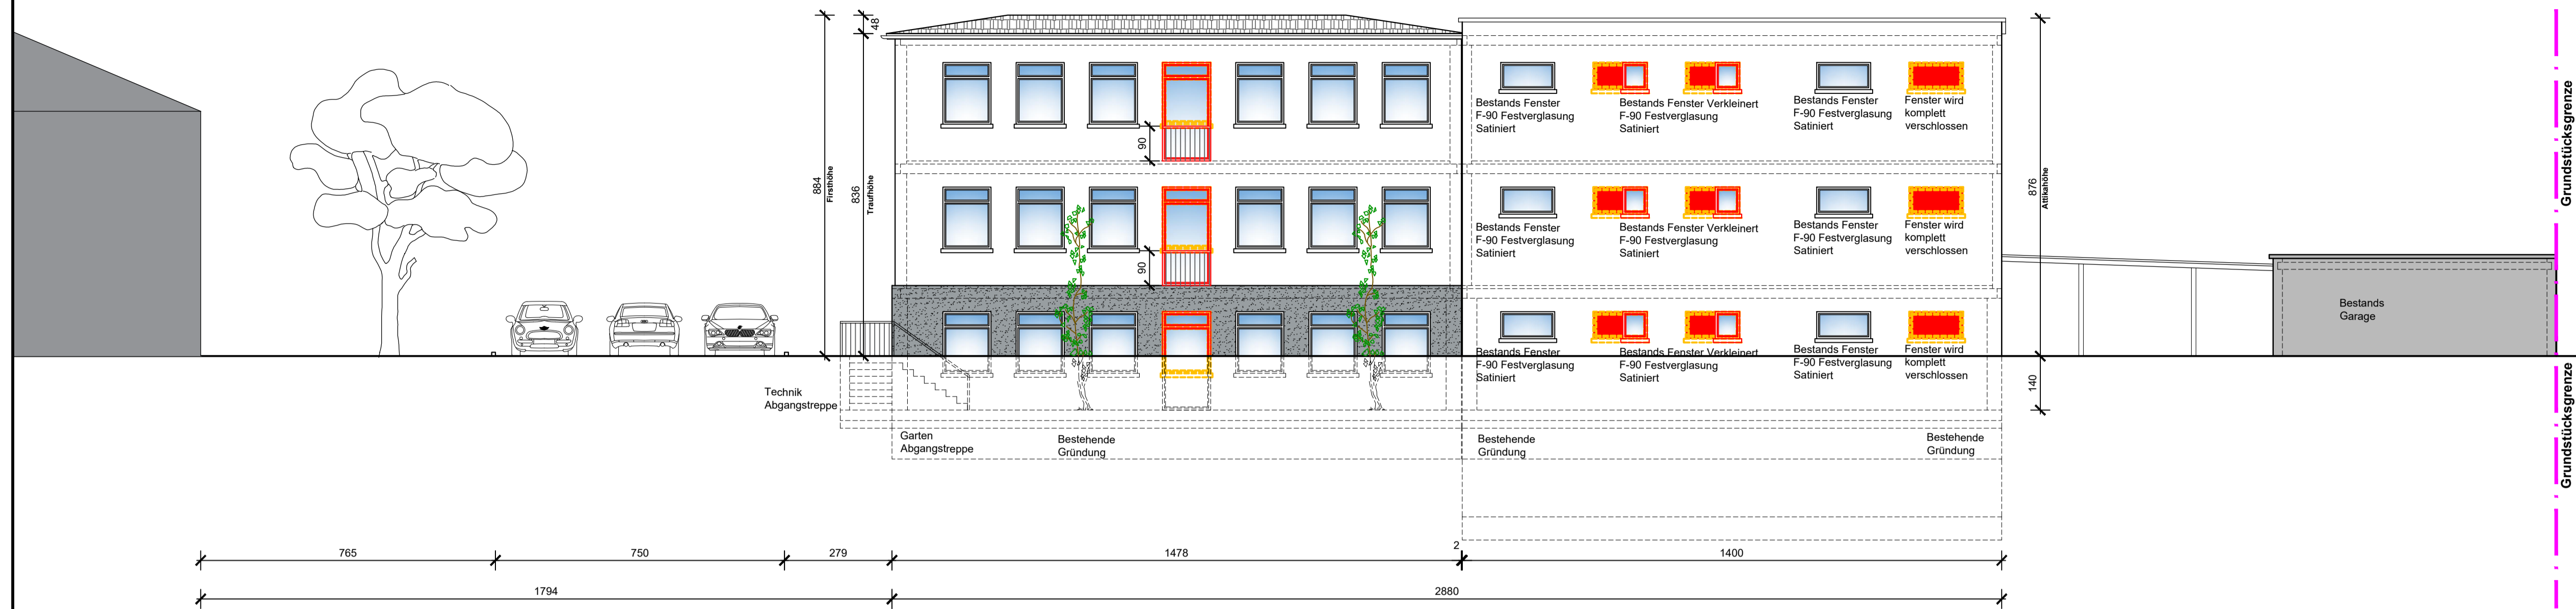 48
884
Firsthöhe
836
Traufhöhe
90
90
Bestands Fenster
F-90 Festverglasung
Satiniert
Bestands Fenster Verkleinert
F-90 Festverglasung
Satiniert
Bestands Fenster
F-90 Festverglasung
Satiniert
Fenster wird
komplett
verschlossen
Bestands Fenster
F-90 Festverglasung
Satiniert
Bestands Fenster Verkleinert
F-90 Festverglasung
Satiniert
Bestands Fenster
F-90 Festverglasung
Satiniert
Fenster wird
komplett
verschlossen
Bestands Fenster
F-90 Festverglasung
Satiniert
Bestands Fenster Verkleinert
F-90 Festverglasung
Satiniert
Bestands Fenster
F-90 Festverglasung
Satiniert
Fenster wird
komplett
verschlossen
876
Attikahöhe
140
Bestands
Garage
Grundstücksgrenze
Grundstücksgrenze
Technik
Abgangstreppe
Garten
Abgangstreppe
Bestehende
Gründung
Bestehende
Gründung
Bestehende
Gründung
765
750
279
1478
2
1400
1794
2880